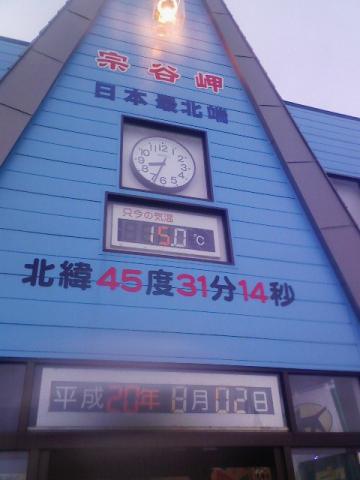 宗谷岬
日本最北端
只今の気温
15.0℃
北緯45度31分14秒
平成20年 8月02日